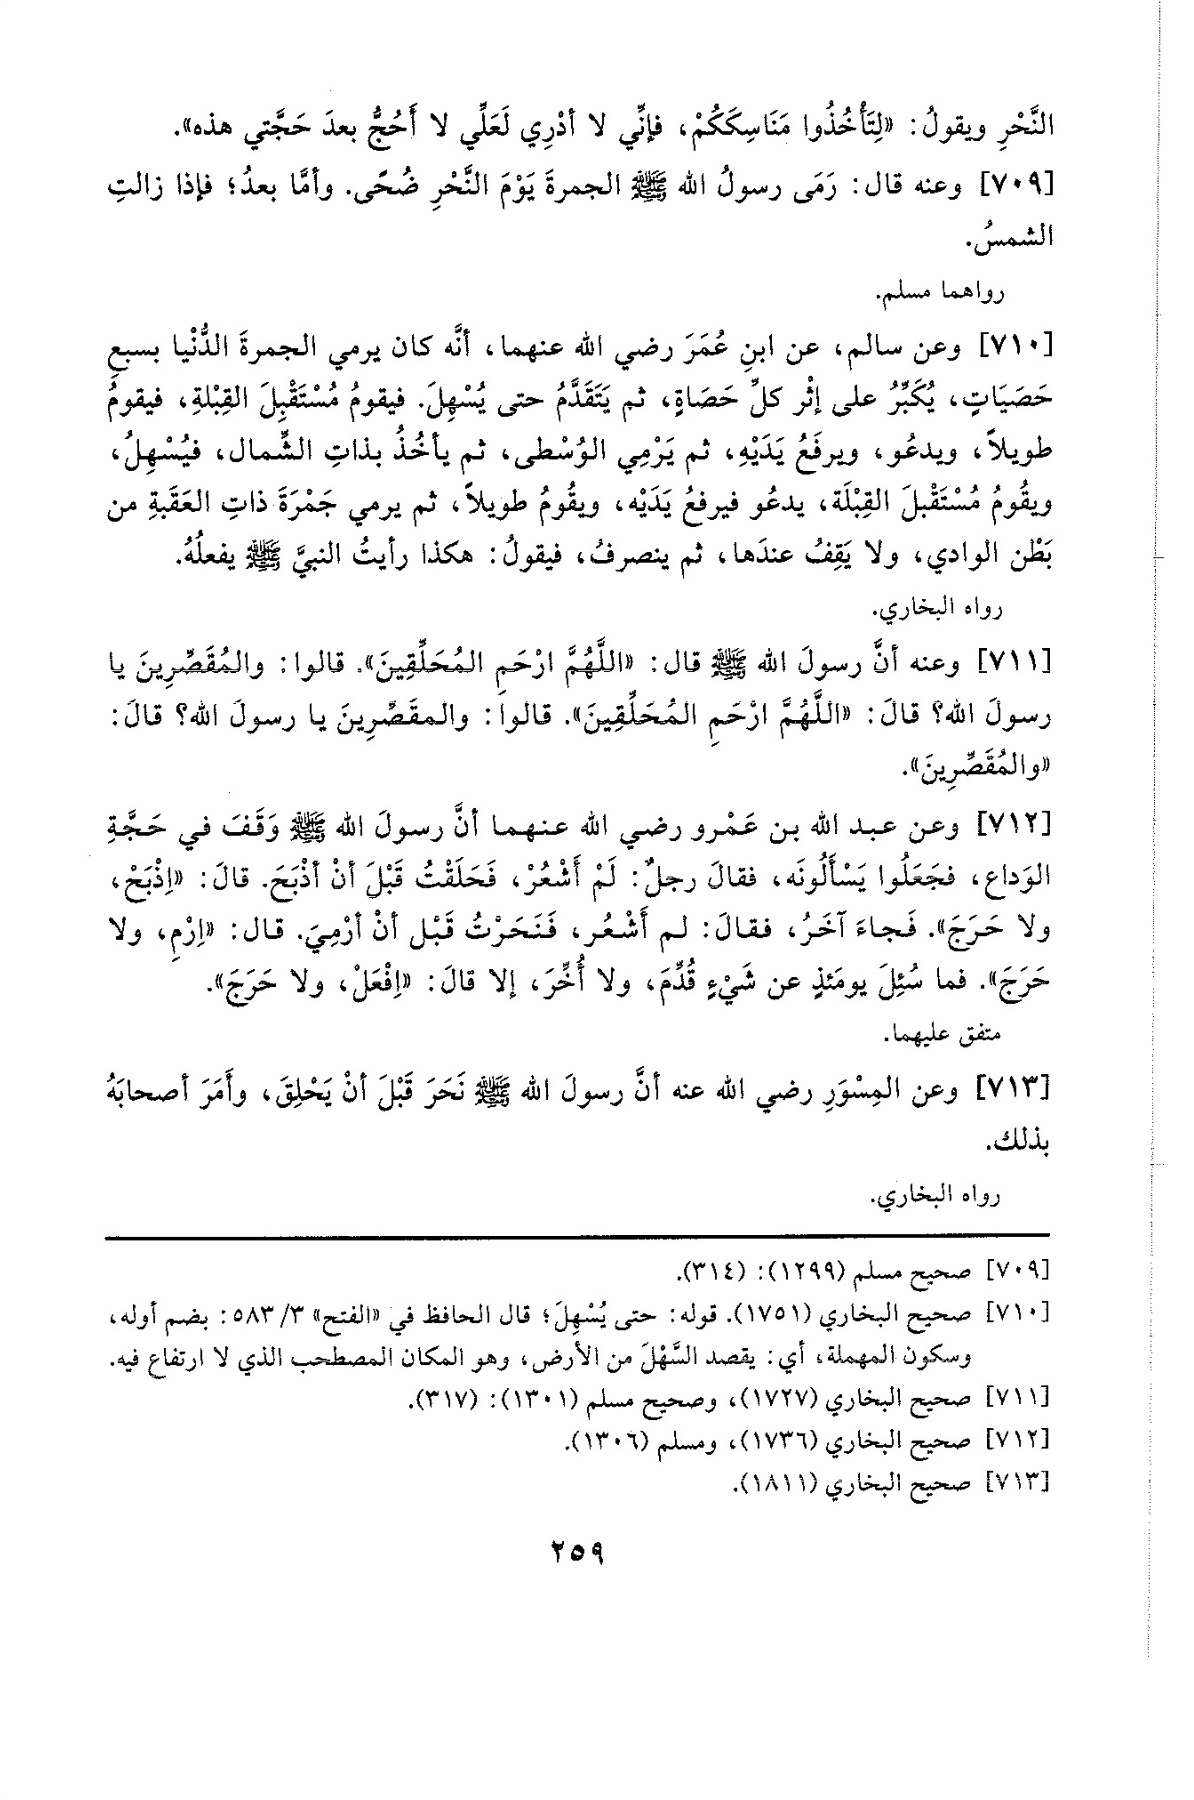 النَّحْرِ ويقولُ: «لِتَأْخُذُوا مَنَاسِكَكُمْ، فإنِّي لا أدْرِي لَعَلِّي لا أَحُجُّ بعدَ حَجَّتي هذه».
[٧٠٩] وعنه قال: رَمَى رسولُ الله ﷺ الجمرةَ يَوْمَ النَّحْرِ ضُحًى. وأمَّا بعدُ؛ فإذا زالتِ
الشمسُ.
رواهما مسلم.
[٧١٠] وعن سالم، عن ابنِ عُمَرَ رضي الله عنهما، أنَّه كان يرمي الجمرةَ الدُّنْيا بسبعِ
حَصَيَاتٍ، يُكَبِّرُ على إثْر كلِّ حَصَاةٍ، ثم يَتَقَدَّمُ حتى يُسْهِلَ. فيقومُ مُسْتَقْبِلَ القِبْلةِ، فيقومُ
طويلاً، ويدعُو، ويرفَعُ يَدَيْهِ، ثم يَرْمِي الوُسْطى، ثم يأخُذُ بذاتِ الشِّمال، فيُسْهِلُ،
ويقُومُ مُسْتَقْبلَ القِبْلَة، يدعُو فيرفعُ يَدَيْه، ويقُومُ طويلاً، ثم يرمي جَمْرَةَ ذاتِ العَقَبةِ من
بَطْن الوادي، ولا يَقِفُ عندَها، ثم ينصرفُ، فيقولُ: هكذا رأيتُ النبيَّ ﷺ يفعلُهُ.
رواه البخاري.
[٧١١] وعنه أنَّ رسولَ الله ﷺ قال: «اللَّهُمَّ ارْحَمِ المُحَلِّقِينَ». قالوا: والمُقَصِّرِينَ يا
رسولَ الله؟ قالَ: «اللَّهُمَّ ارْحَمِ المُحَلِّقِينَ». قالوا: والمقَصِّرِينَ يا رسولَ الله؟ قالَ:
«والمُقَصِّرِينَ».
[٧١٢] وعن عبد الله بن عَمْرو رضي الله عنهما أنَّ رسولَ الله ﷺ وَقَفَ في حَجَّةِ
الوَداع، فجَعَلُوا يَسْأَلُونَه، فقالَ رجلٌ: لَمْ أَشْعُرْ، فَحَلَقْتُ قَبْلَ أنْ أذْبَحَ. قالَ: «اِذْبَحْ،
ولا حَرَجَ». فَجاءَ آخَرُ، فقالَ: لم أَشْعُر، فَنَحَرْتُ قَبْل أنْ أرْمِيَ. قال: «اِرْمِ، ولا
حَرَجَ». فما سُئِلَ يومَئذٍ عن شَيْءٍ قُدِّمَ، ولا أُخِّرَ، إلا قالَ: «اِفْعَلْ، ولا حَرَجَ».
متفق عليهما.
[٧١٣] وعن المِسْوَرِ رضي الله عنه أنَّ رسولَ الله ﷺ نَحَرَ قَبْلَ أنْ يَحْلِقَ، وأَمَرَ أصحابَهُ
بذلك.
رواه البخاري.
[٧٠٩] صحيح مسلم (١٢٩٩): (٣١٤).
[٧١٠] صحيح البخاري (١٧٥١). قوله: حتى يُسْهِلَ؛ قال الحافظ في «الفتح» ٣/ ٥٨٣: بضم أوله،
وسكون المهملة، أي: يقصد السَّهْلَ من الأرض، وهو المكان المصطحب الذي لا ارتفاع فيه.
[٧١١] صحيح البخاري (١٧٢٧)، وصحيح مسلم (١٣٠١): (٣١٧).
[٧١٢] صحيح البخاري (١٧٣٦)، ومسلم (١٣٠٦).
[٧١٣] صحيح البخاري (١٨١١).
٢٥٩